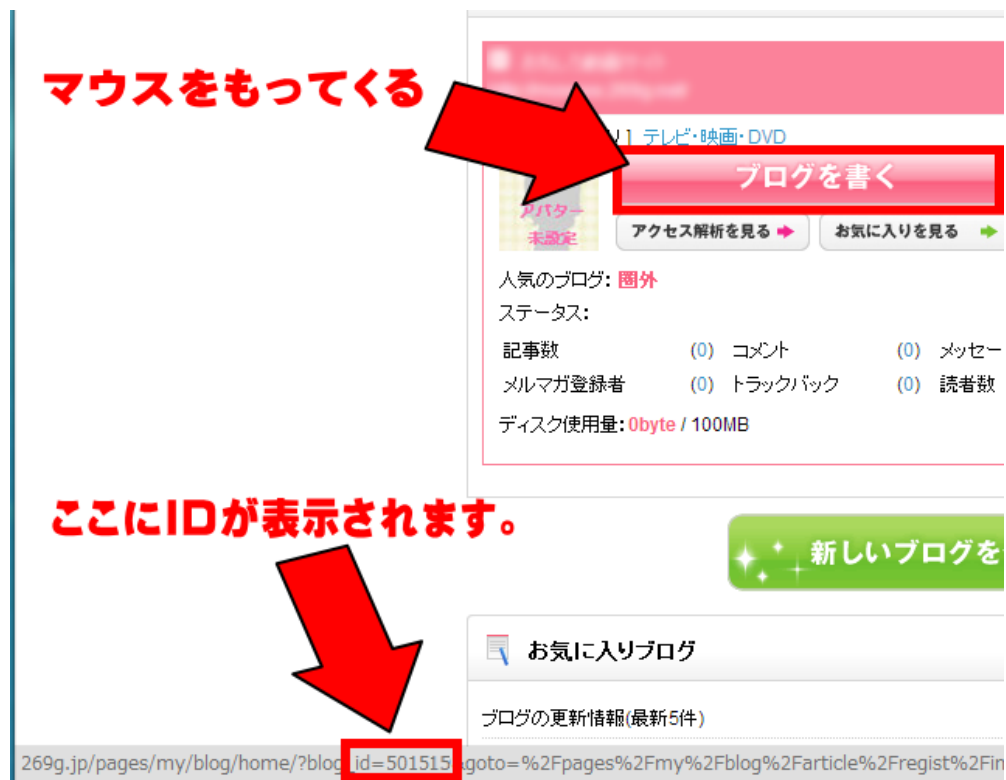 マウスをもってくる
テレビ・映画・DVD
ブログを書く
アバター
未設定
アクセス解析を見る
お気に入りを見る
人気のブログ: 圏外
ステータス:
記事数 (0) コメント (0) メッセー
メルマガ登録者 (0) トラックバック (0) 読者数
ディスク使用量: 0byte / 100MB
ここにIDが表示されます。
新しいブログを
お気に入りブログ
ブログの更新情報(最新5件)
269g.jp/pages/my/blog/home/?blog_id=501515&goto=%2Fpages%2Fmy%2Fblog%2Farticle%2Fregist%2Fin